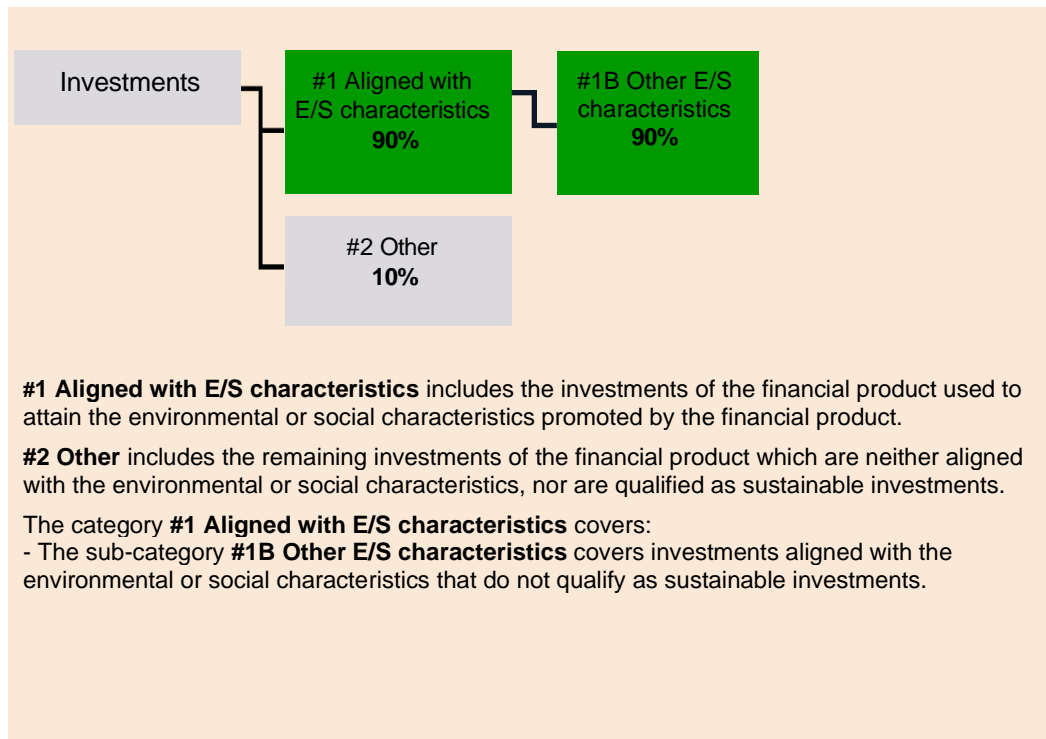 Investments
#1 Aligned with
E/S characteristics
90%
#1B Other E/S
characteristics
90%
#2 Other
10%
#1 Aligned with E/S characteristics includes the investments of the financial product used to
attain the environmental or social characteristics promoted by the financial product.
#2 Other includes the remaining investments of the financial product which are neither aligned
with the environmental or social characteristics, nor are qualified as sustainable investments.
The category #1 Aligned with E/S characteristics covers:
- The sub-category #1B Other E/S characteristics covers investments aligned with the
environmental or social characteristics that do not qualify as sustainable investments.